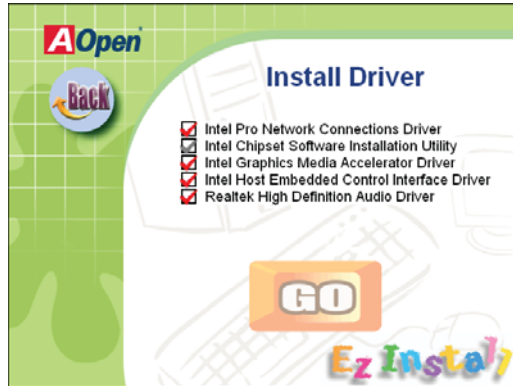 AOpen
Back
Install Driver
Intel Pro Network Connections Driver
Intel Chipset Software Installation Utility
Intel Graphics Media Accelerator Driver
Intel Host Embedded Control Interface Driver
Realtek High Definition Audio Driver
GO
Ez Install